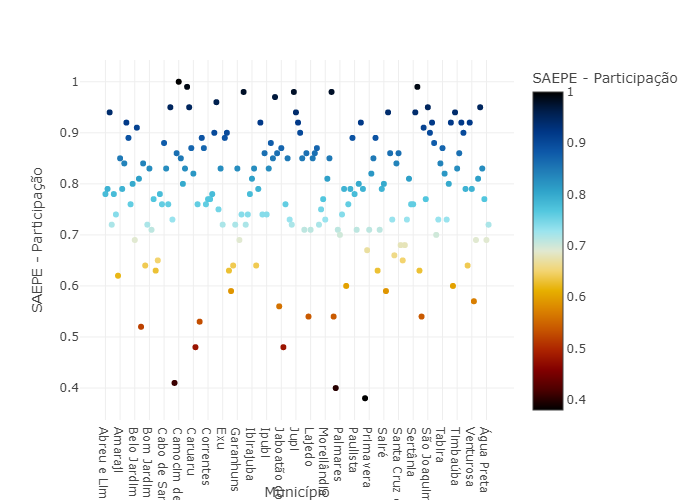 SAEPE - Participação
1
0.9
0.8
0.7
0.6
0.5
0.4
SAEPE - Participação
1
0.9
0.8
0.7
0.6
0.5
0.4
Abreu e Lim
Amaraji
Belo Jardim
Bom Jardim
Cabo de San
Camocim de
Caruaru
Correntes
Exu
Garanhuns
Ibirajuba
Ipubi
Jaboatão
Jupi
Lajedo
Moreilândia
Palmares
Paulista
Primavera
Sairé
Santa Cruz
Sertânia
São Joaquim
Tabira
Timbaúba
Venturosa
Água Preta
Município